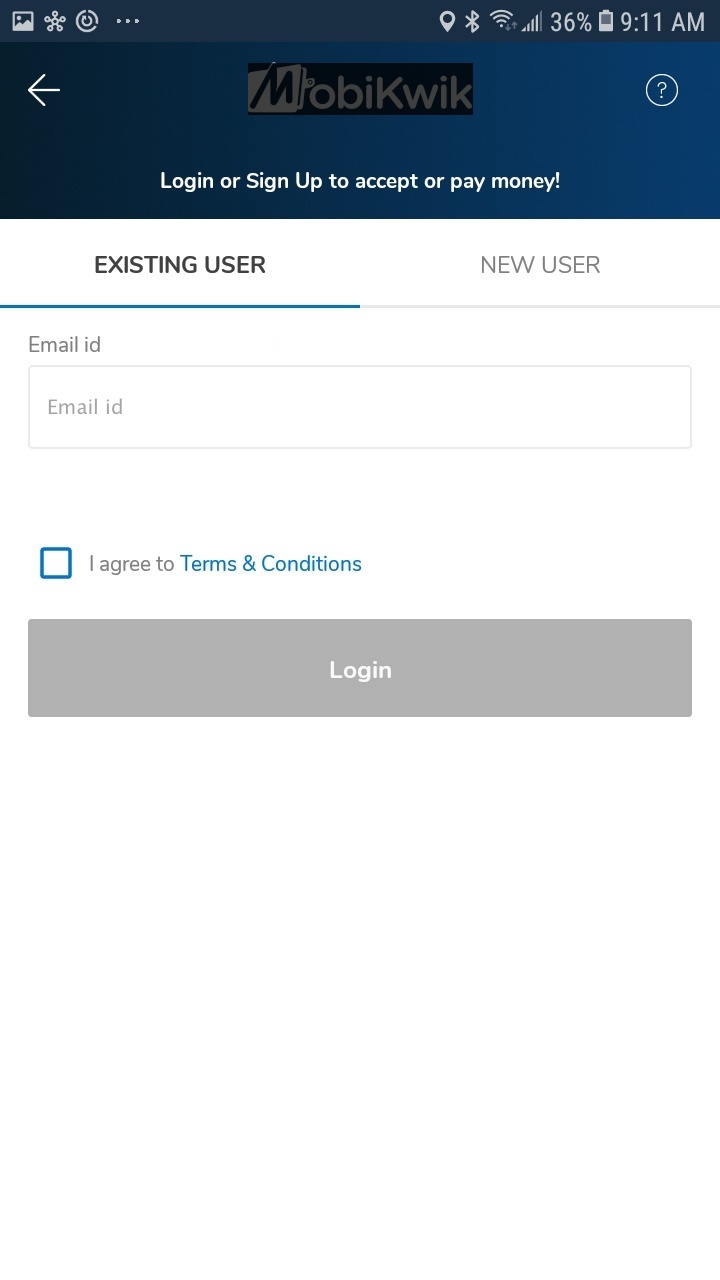 36% 9:11 AM
MobiKwik
?
Login or Sign Up to accept or pay money!
EXISTING USER
NEW USER
Email id
Email id
I agree to Terms & Conditions
Login